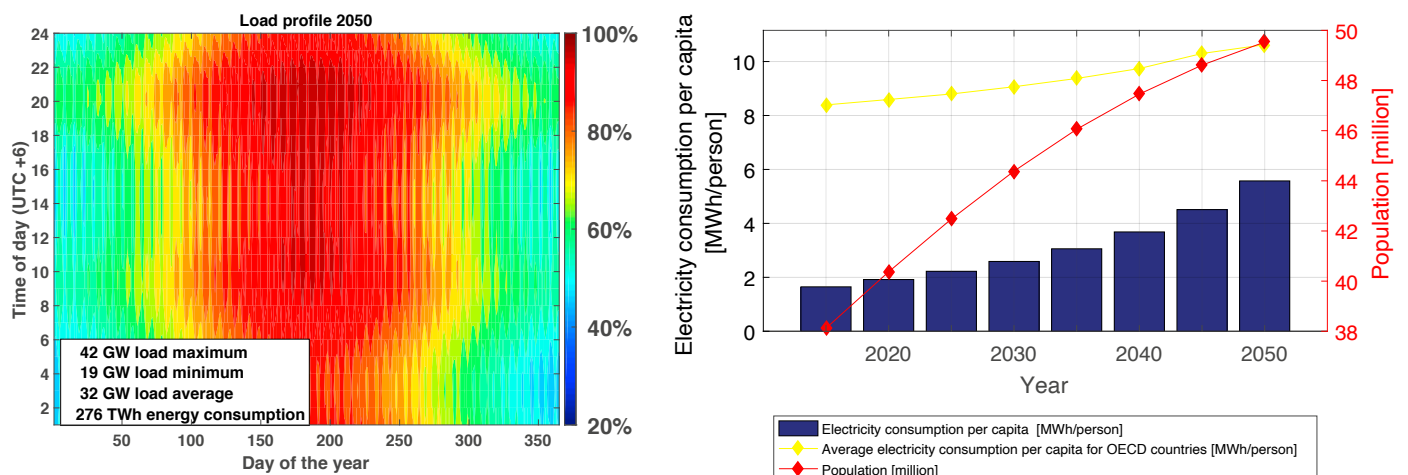 Load profile 2050
24
22
20
18
16
14
12
10
8
6
4
2
Time of day (UTC +6)
42 GW load maximum
19 GW load minimum
32 GW load average
276 TWh energy consumption
50 100 150 200 250 300 350
Day of the year
100%
80%
60%
40%
20%
Electricity consumption per capita
[MWh/person]
10
8
6
4
2
0
2020 2030 2040 2050
Year
50
48
46
44
42
40
38
Population [million]
Electricity consumption per capita [MWh/person]
Average electricity consumption per capita for OECD countries [MWh/person]
Population [million]